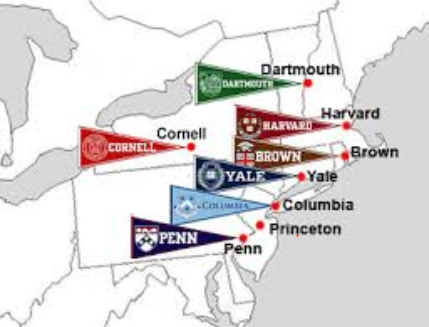 Dartmouth
DARTMOUTH
Harvard
HARVARD
Cornell
CORNELL
Brown
BROWN
Yale
YALE
Columbia
COLUMBIA
Princeton
Penn
PENN